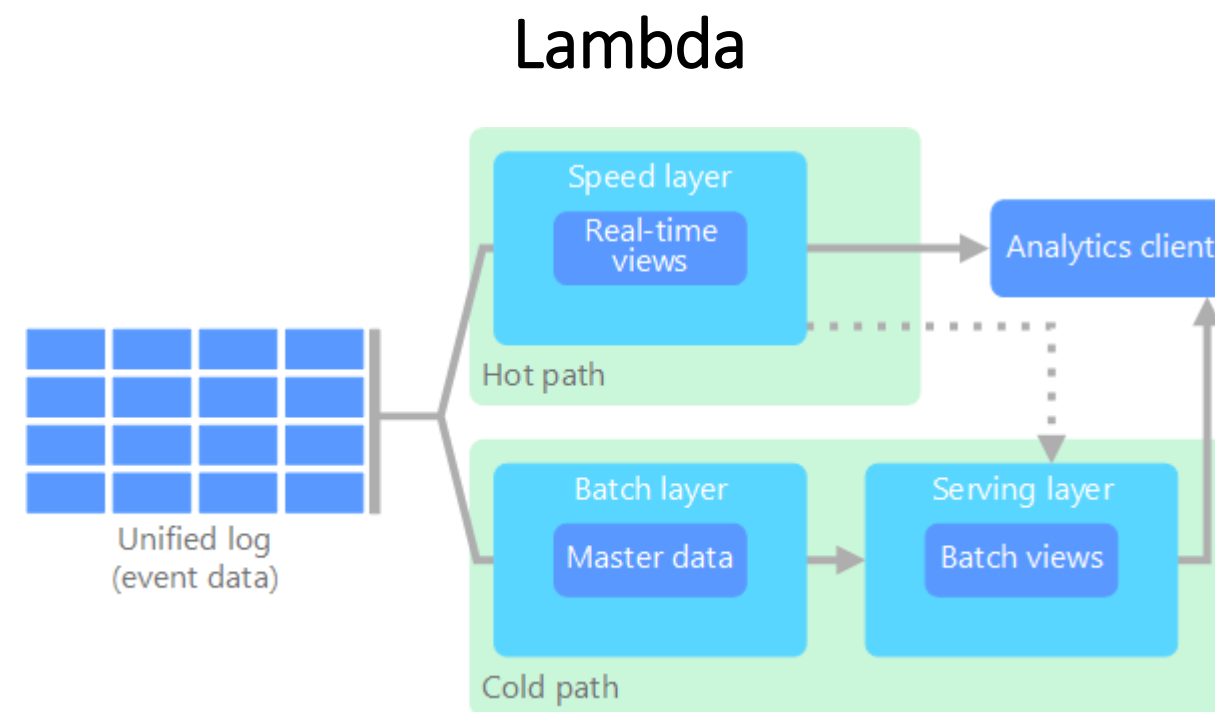 Lambda
Speed layer
Real-time
views
Analytics client
Hot path
Unified log
(event data)
Batch layer
Master data
Serving layer
Batch views
Cold path